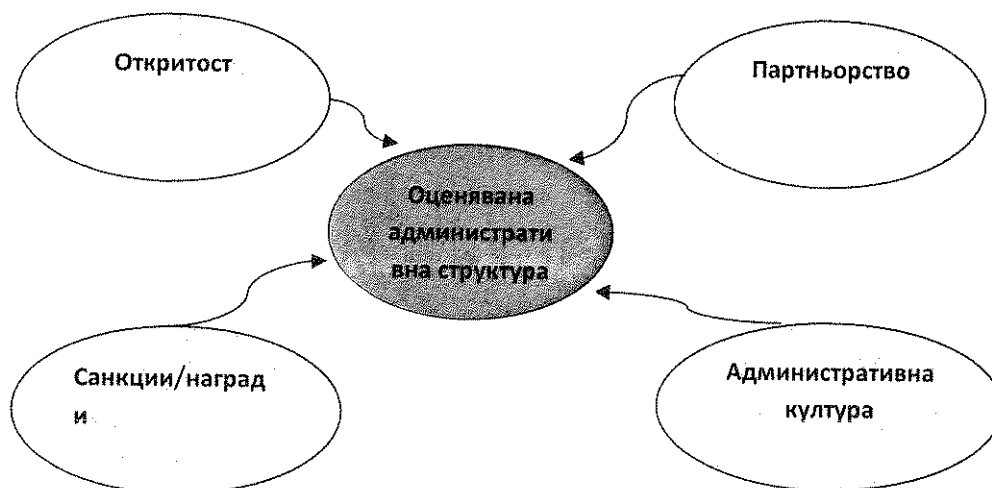 Откритост
Партньорство
Оценявана
администрати
вна структура
Санкции/наград
и
Административна
култура